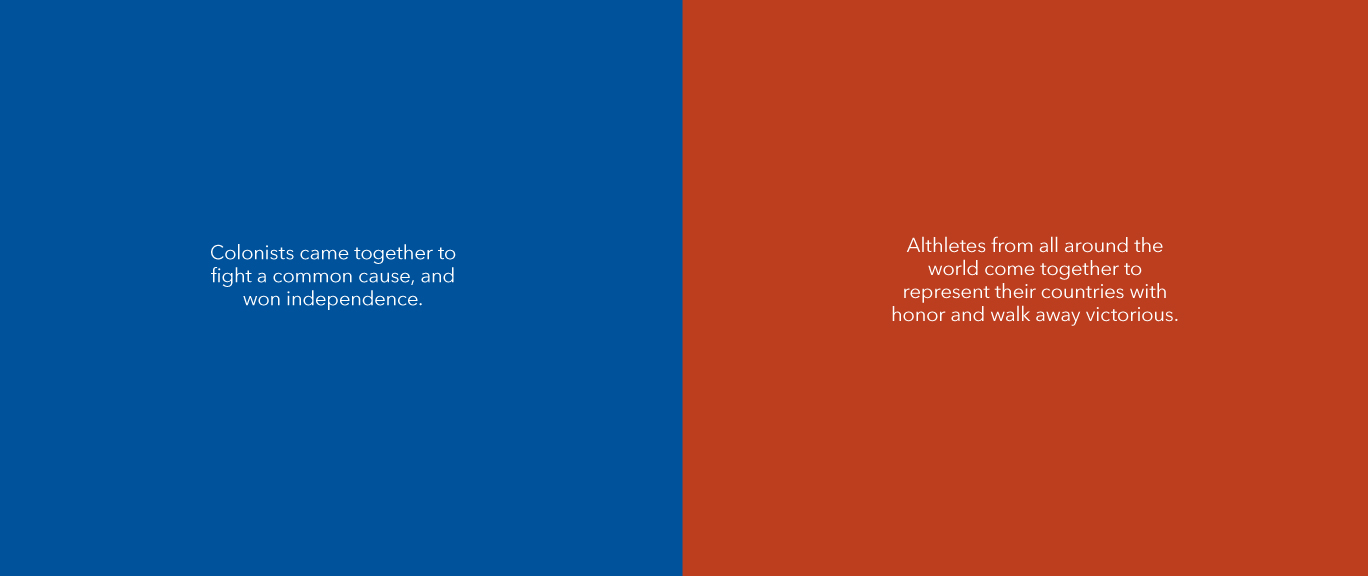 Colonists came together to
fight a common cause, and
won independence.
Althletes from all around the
world come together to
represent their countries with
honor and walk away victorious.